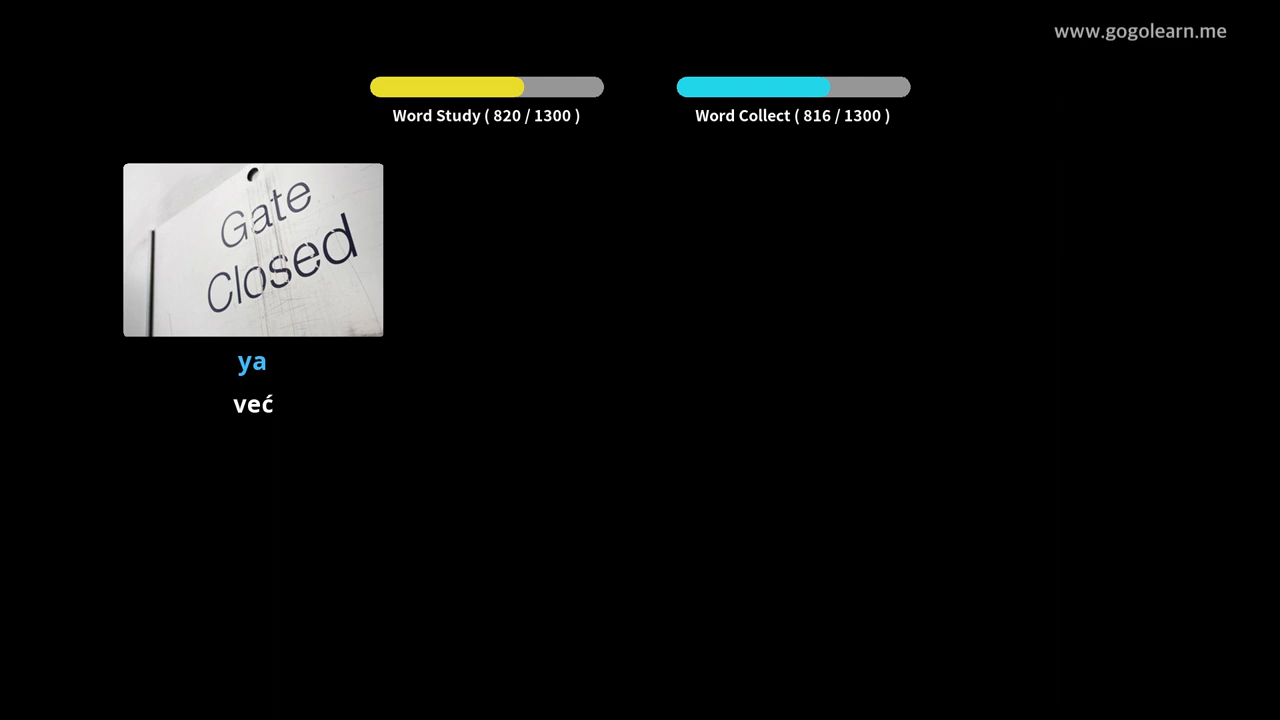 www.gogolearn.me
Word Study ( 820 / 1300 )
Word Collect ( 816 / 1300 )
Gate
Closed
ya
već